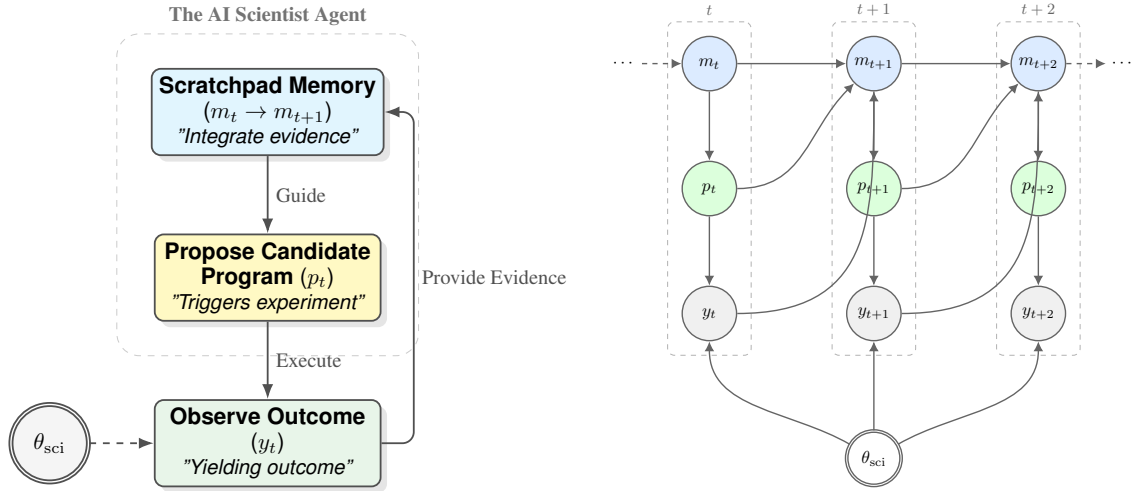 The AI Scientist Agent
Scratchpad Memory
(m_t → m_{t+1})
"Integrate evidence"
Guide
Propose Candidate
Program (p_t)
"Triggers experiment"
Provide Evidence
Execute
Observe Outcome
(y_t)
"Yielding outcome"
θ_sci
t
t + 1
t + 2
···
m_t
m_{t+1}
m_{t+2}
···
p_t
p_{t+1}
p_{t+2}
y_t
y_{t+1}
y_{t+2}
θ_sci